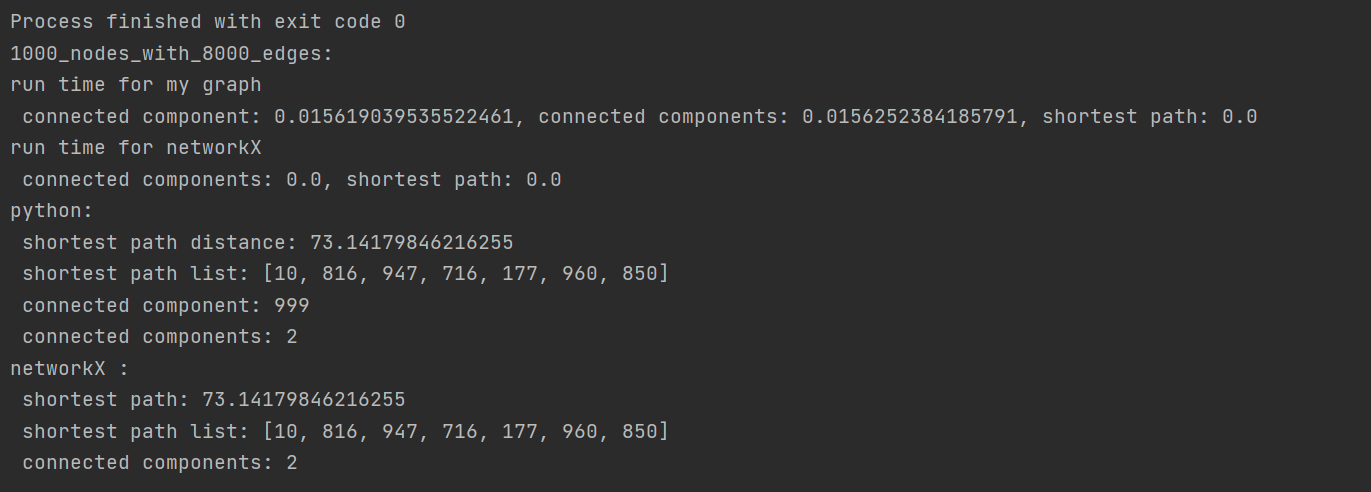 Process finished with exit code 0
1000_nodes_with_8000_edges:
run time for my graph
connected component: 0.015619039535522461, connected components: 0.0156252384185791, shortest path: 0.0
run time for networkX
connected components: 0.0, shortest path: 0.0
python:
shortest path distance: 73.14179846216255
shortest path list: [10, 816, 947, 716, 177, 960, 850]
connected component: 999
connected components: 2
networkX :
shortest path: 73.14179846216255
shortest path list: [10, 816, 947, 716, 177, 960, 850]
connected components: 2